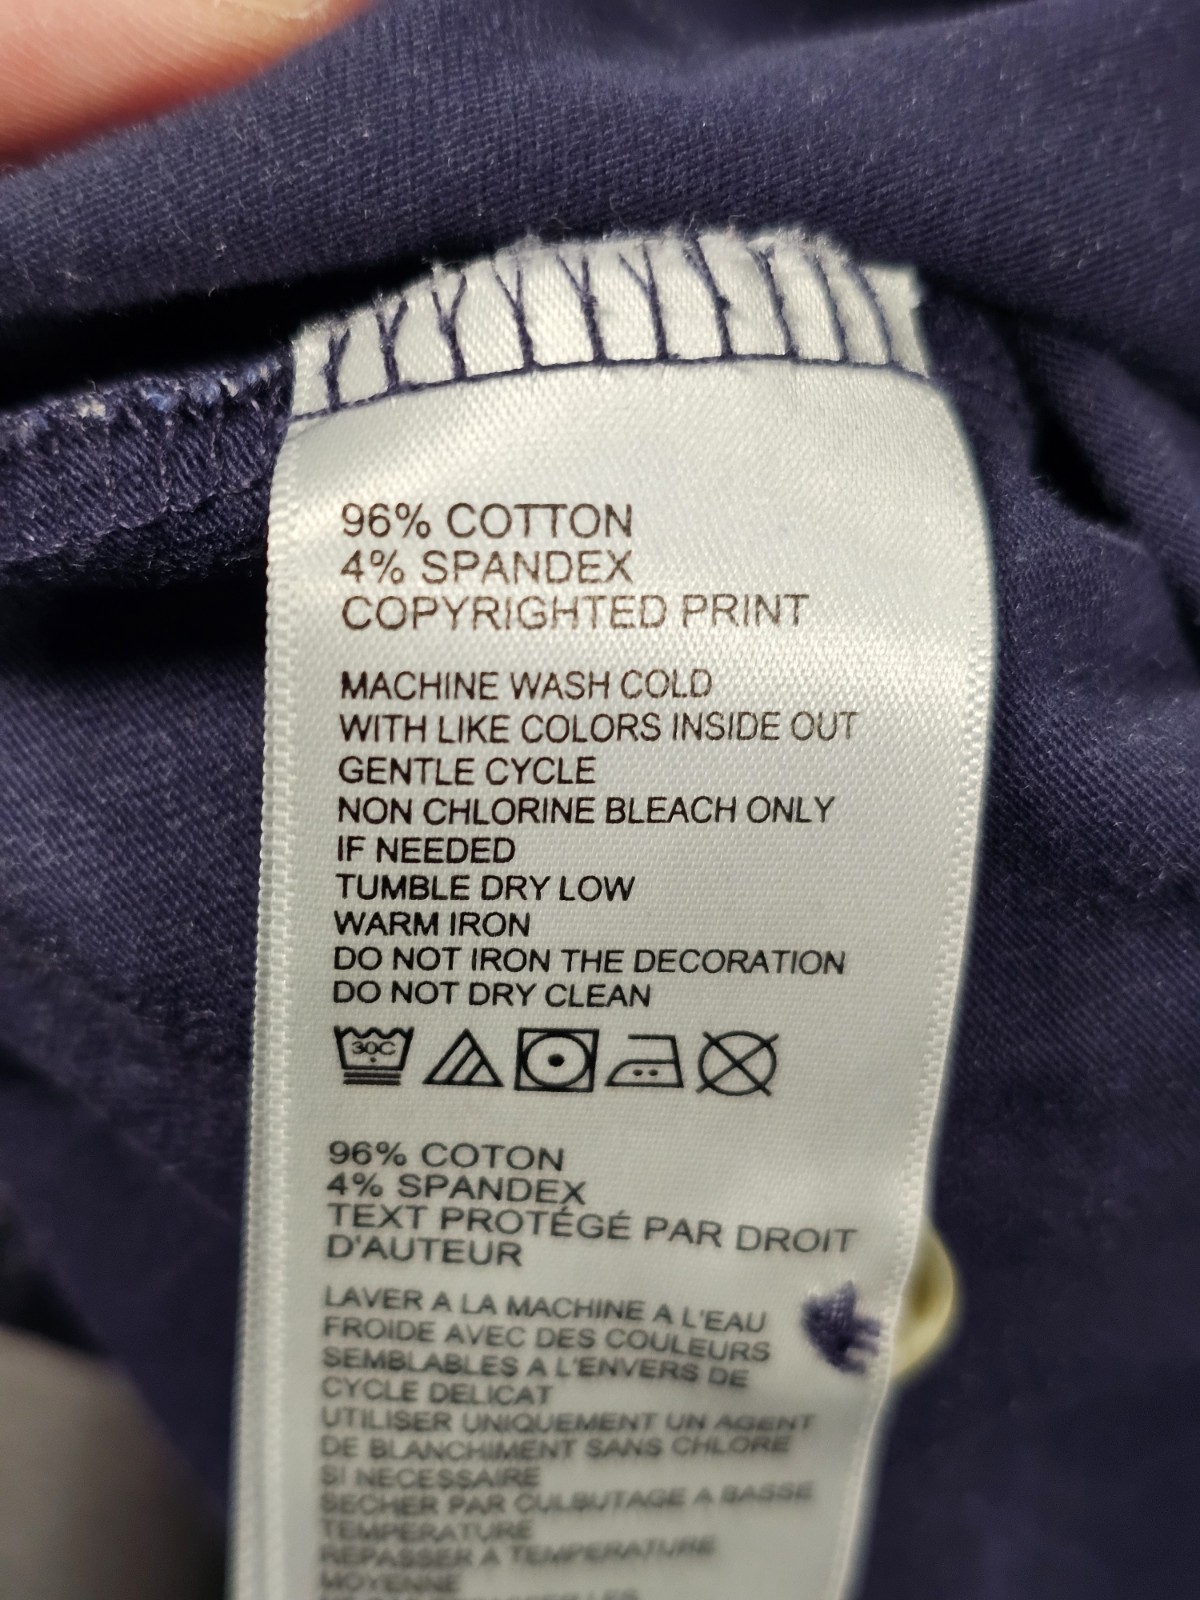 96% COTTON
4% SPANDEX
COPYRIGHTED PRINT
MACHINE WASH COLD
WITH LIKE COLORS INSIDE OUT
GENTLE CYCLE
NON CHLORINE BLEACH ONLY
IF NEEDED
TUMBLE DRY LOW
WARM IRON
DO NOT IRON THE DECORATION
DO NOT DRY CLEAN
30C
96% COTON
4% SPANDEX
TEXT PROTÉGÉ PAR DROIT
D'AUTEUR
LAVER A LA MACHINE A L'EAU
FROIDE AVEC DES COULEURS
SEMBLABLES A L'ENVERS DE
CYCLE DELICAT
UTILISER UNIQUEMENT UN AGENT
DE BLANCHIMENT SANS CHLORE
SI NECESSAIRE
SECHER PAR CULBUTAGE A BASSE
TEMPERATURE
REPASSER A TEMPERATURE
MOYENNE